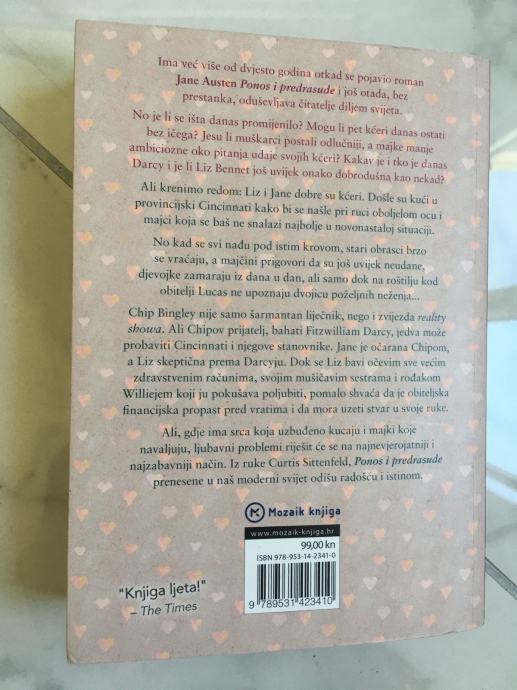 Ima već više od dvjesto godina otkad se pojavio roman
Jane Austen Ponos i predrasude i još otada, bez
prestanka, oduševljava čitatelje diljem svijeta.
No je li se išta danas promijenilo? Mogu li pet kćeri danas ostati
bez ičega? Jesu li muškarci postali odlučniji, a majke manje
ambiciozne oko pitanja udaje svojih kćeri? Kakav je i tko je danas
Darcy i je li Liz Bennet još uvijek onako dobrodušna kao nekad?
Ali krenimo redom: Liz i Jane dobre su kćeri. Došle su kući u
provincijski Cincinnati kako bi se našle pri ruci oboljelom ocu i
majci koja se baš ne snalazi najbolje u novonastaloj situaciji.
No kad se svi nađu pod istim krovom, stari obrasci brzo
se vraćaju, a majčini prigovori da su još uvijek neudane,
djevojke zamaraju iz dana u dan, ali samo dok na roštilju kod
obitelji Lucas ne upoznaju dvojicu poželjnih neženja...
Chip Bingley nije samo šarmantan liječnik, nego i zvijezda reality
showa. Ali Chipov prijatelj, bahati Fitzwilliam Darcy, jedva može
probaviti Cincinnati i njegove stanovnike. Jane je očarana Chipom,
a Liz skeptična prema Darcyju. Dok se Liz bavi očevim sve većim
zdravstvenim računima, svojim mušičavim sestrama i rođakom
Williejem koji ju pokušava poljubiti, pomalo shvaća da je obiteljska
financijska propast pred vratima i da mora uzeti stvar u svoje ruke.
Ali, gdje ima srca koja uzbuđeno kucaju i majki koje
navaljuju, ljubavni problemi riješit će se na najnevjerojatniji i
najzabavniji način. Iz ruke Curtis Sittenfeld, Ponos i predrasude
prenesene u naš moderni svijet odišu radošću i istinom.
Mozaik knjiga
www.mozaik-knjiga.hr
99,00 kn
ISBN 978-953-14-2341-0
9 789531 423410
"Knjiga ljeta!"
– The Times